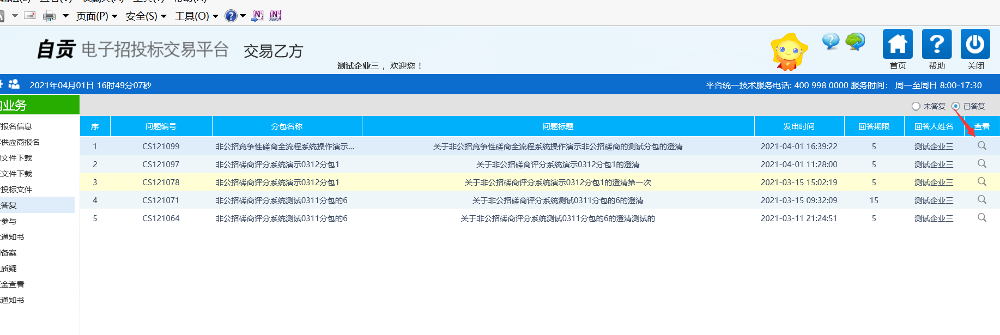 页面(P) 安全(S) 工具(O)
自贡 电子招投标交易平台 交易乙方
测试企业三 ，欢迎您！
首页 帮助 关闭
2021年04月01日 16时49分07秒
平台统一技术服务电话: 400 998 0000 服务时间： 周一至周日 8:00-17:30
业务
未答复 已答复
报名信息
供应商报名
文件下载
文件下载
投标文件
答复
参与
通知书
备案
质疑
金查看
通知书
序 问题编号 分包名称 问题标题 发出时间 回答期限 回答人姓名 查看
1 CS121099 非公招竞争性磋商全流程系统操作演示... 关于非公招竞争性磋商全流程系统操作演示非公招磋商的测试分包的澄清 2021-04-01 16:39:22 5 测试企业三
2 CS121097 非公招磋商评分系统演示0312分包1 关于非公招磋商评分系统演示0312分包1的澄清 2021-04-01 11:28:00 5 测试企业三
3 CS121078 非公招磋商评分系统演示0312分包1 关于非公招磋商评分系统演示0312分包1的澄清第一次 2021-03-15 15:02:19 5 测试企业三
4 CS121071 非公招磋商评分系统测试0311分包的6 关于非公招磋商评分系统测试0311分包的6的澄清 2021-03-15 09:32:09 15 测试企业三
5 CS121064 非公招磋商评分系统测试0311分包的6 关于非公招磋商评分系统测试0311分包的6的澄清测试的 2021-03-11 21:24:51 5 测试企业三